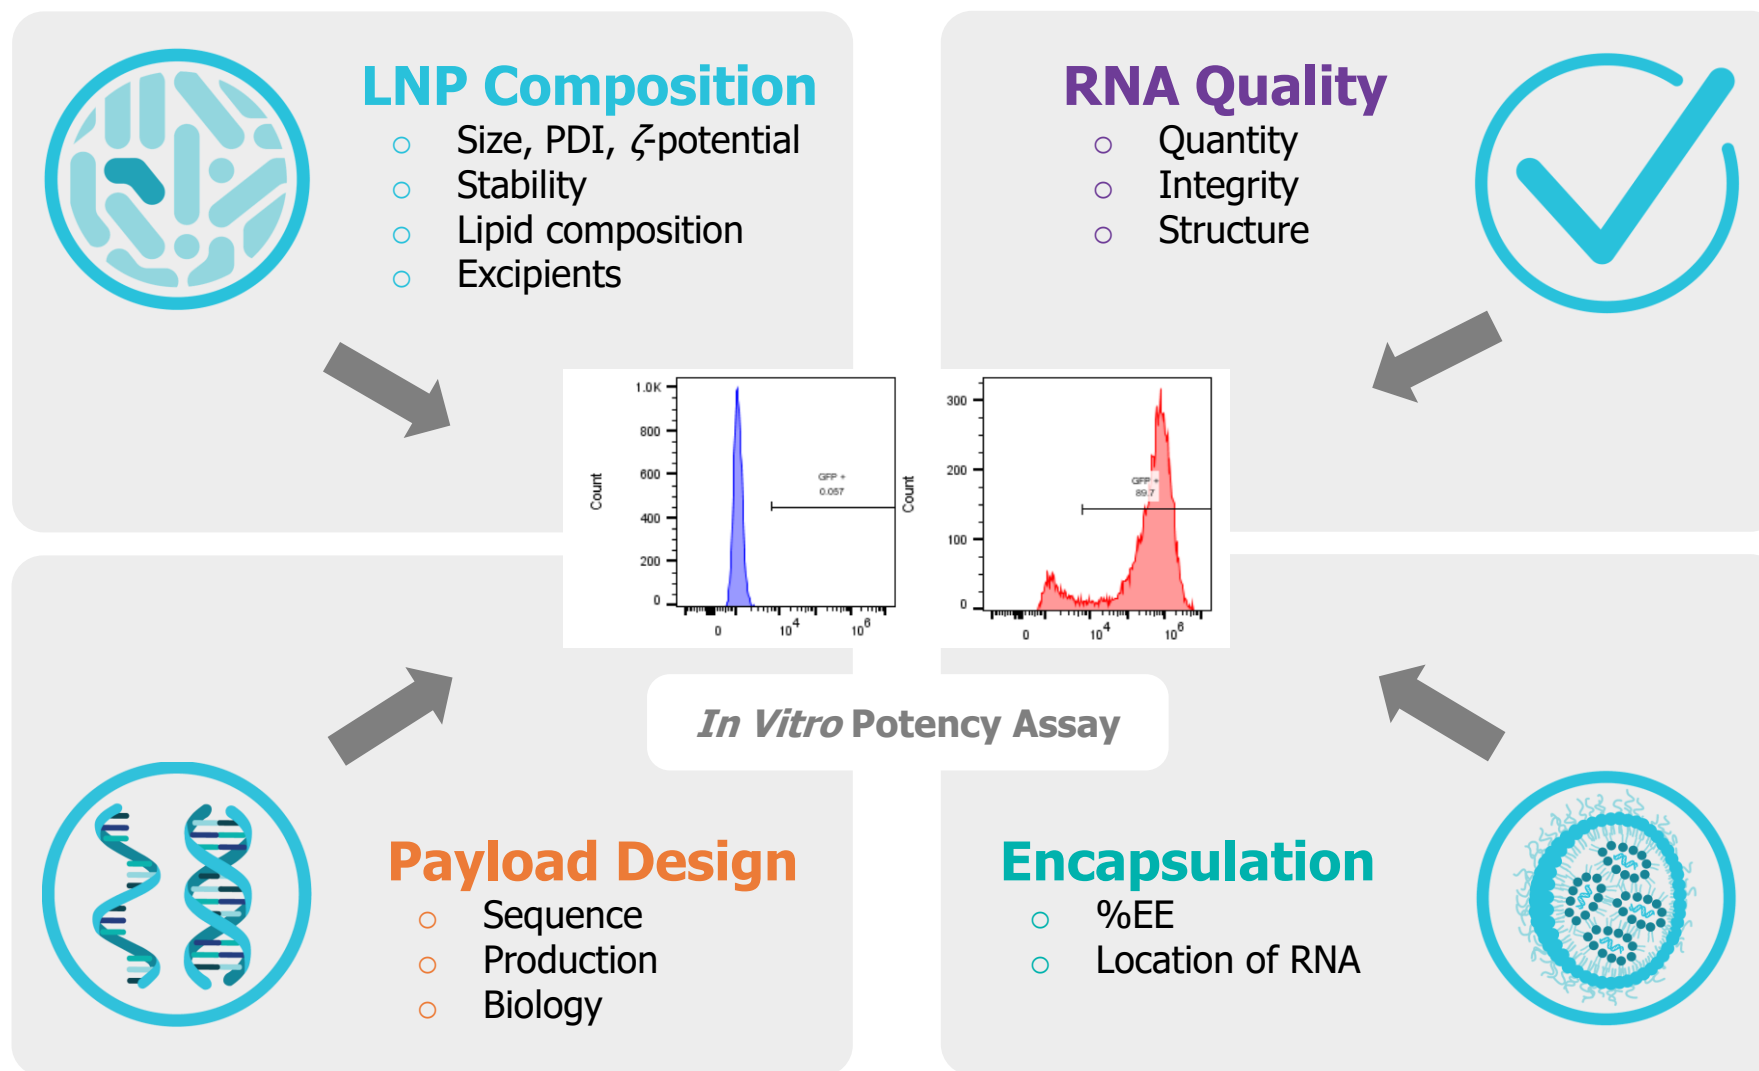 LNP Composition
Size, PDI, ζ-potential
Stability
Lipid composition
Excipients
RNA Quality
Quantity
Integrity
Structure
1.0K
800
600
400
200
0
Count
GFP +
0.057
0
10^4
10^6
300
200
100
0
Count
GFP +
89.7
0
10^4
10^6
In Vitro Potency Assay
Payload Design
Sequence
Production
Biology
Encapsulation
%EE
Location of RNA